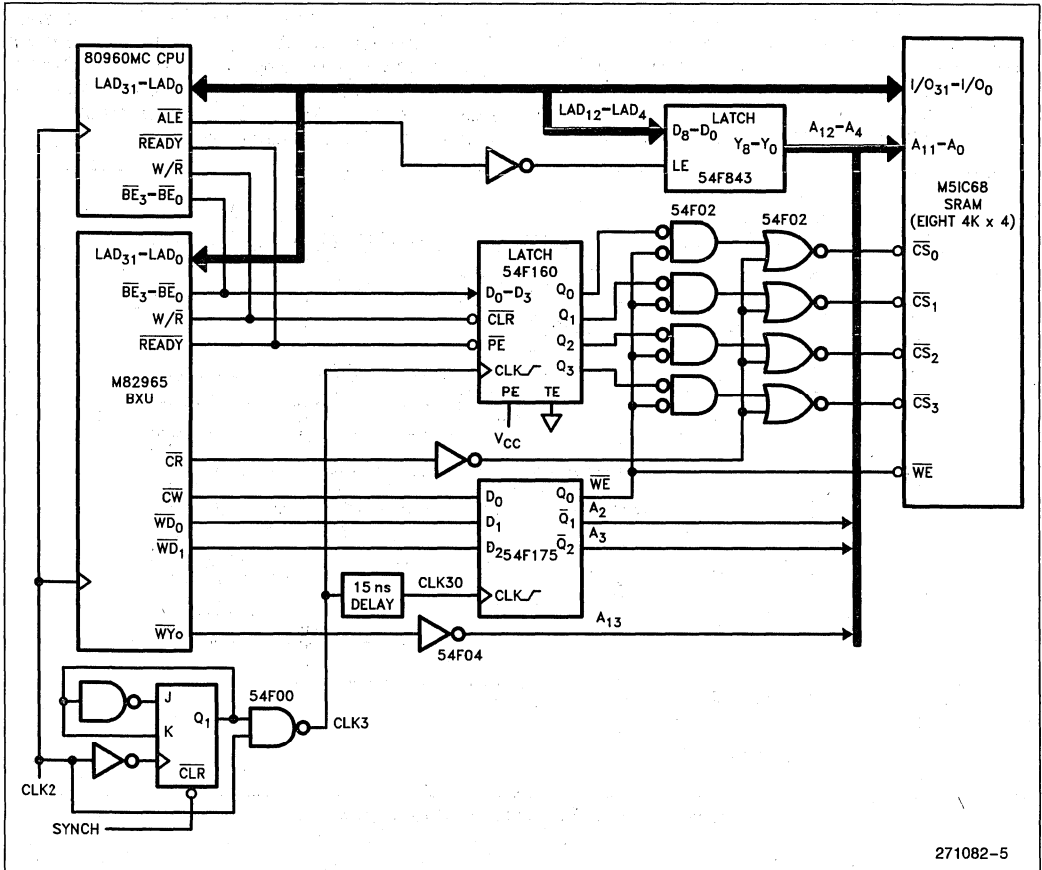 80960MC CPU
LAD31-LAD0
ALE
READY
W/R
BE3-BE0
LAD12-LAD4
LATCH
D8-D0
Y8-Y0
LE
54F843
A12-A4
I/O31-I/O0
A11-A0
M5IC68
SRAM
(EIGHT 4K x 4)
CS0
CS1
CS2
CS3
WE
LAD31-LAD0
BE3-BE0
W/R
READY
M82965
BXU
CR
CW
WD0
WD1
WYo
LATCH
54F160
D0-D3
CLR
PE
CLK
PE
TE
Q0
Q1
Q2
Q3
VCC
54F02
54F02
WE
D0
D1
D2
Q0
Q1
Q2
54F175
CLK
A2
A3
15 ns
DELAY
CLK30
54F04
A13
J
K
Q1
CLR
54F00
CLK3
CLK2
SYNCH
271082-5